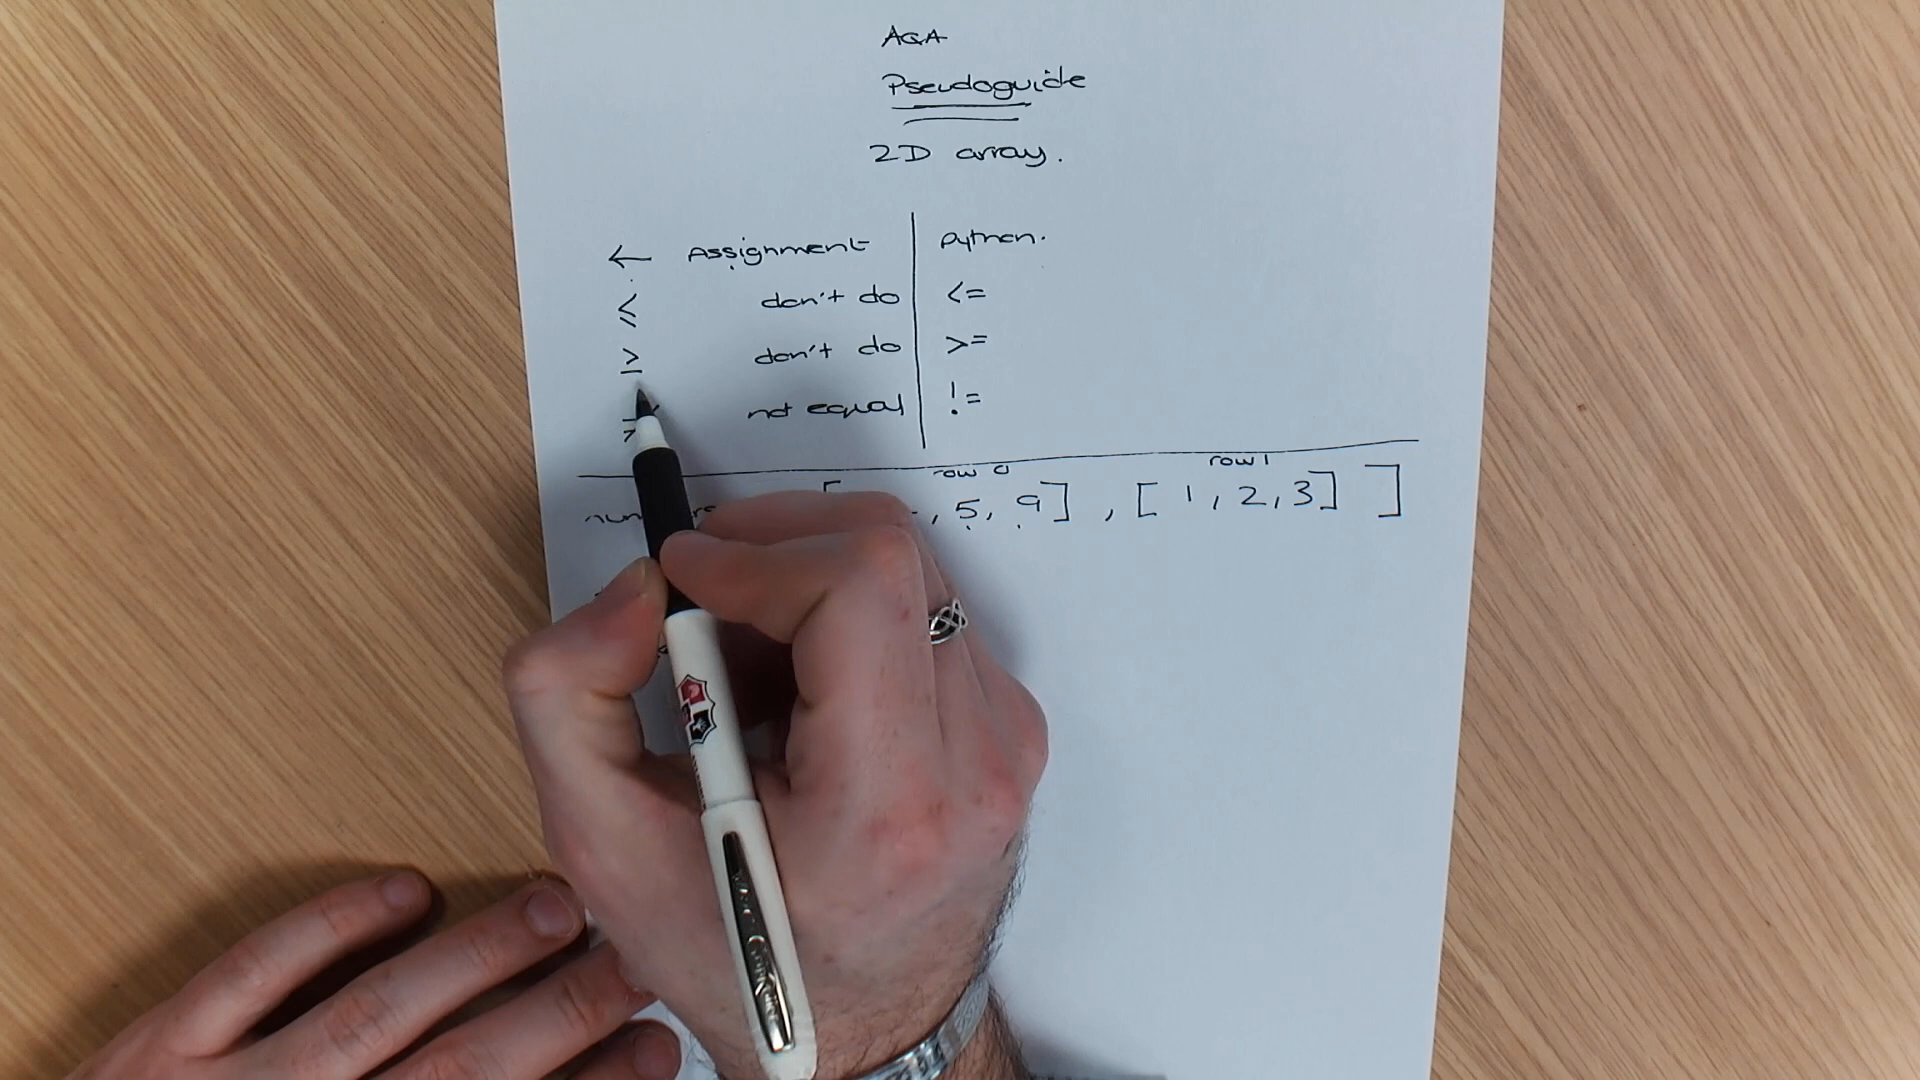 AQA
Pseudoguide
2D array.
← Assignment Python.
≤ don't do <=
≥ don't do >=
not equal !=
row 0 row 1
, 5, 9] , [ 1, 2, 3] ]